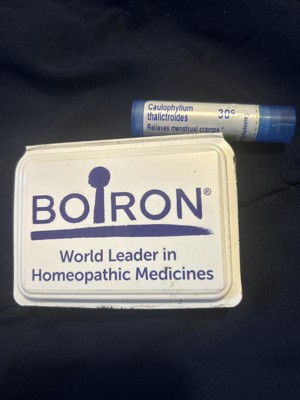 Caulophyllum
thalictroides 30c
Relieves menstrual cramps
BOIRON®
World Leader in
Homeopathic Medicines